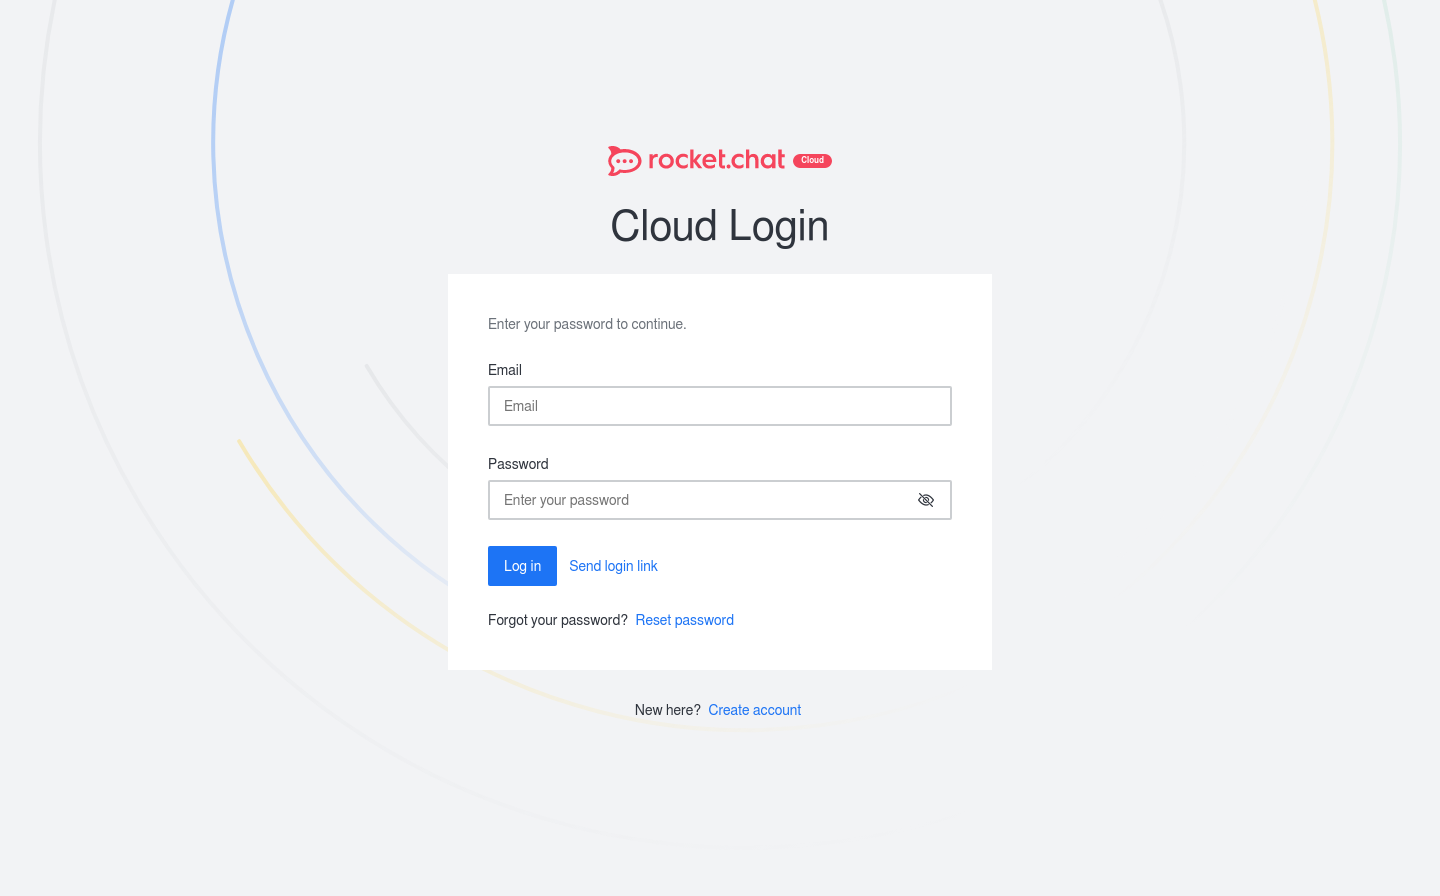 rocket.chat Cloud
Cloud Login
Enter your password to continue.
Email
Email
Password
Enter your password
Log in Send login link
Forgot your password? Reset password
New here? Create account